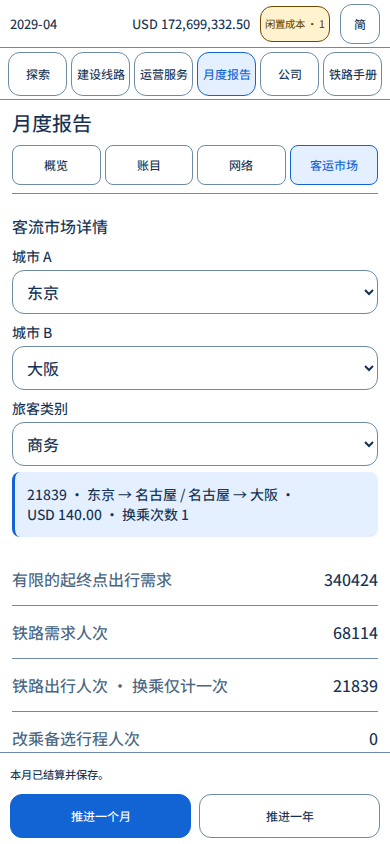 2029-04
USD 172,699,332.50
闲置成本 · 1
简
探索
建设线路
运营服务
月度报告
公司
铁路手册
月度报告
概览
账目
网络
客运市场
客流市场详情
城市 A
东京
城市 B
大阪
旅客类别
商务
21839 · 东京 → 名古屋 / 名古屋 → 大阪 ·
USD 140.00 · 换乘次数 1
有限的起终点出行需求 340424
铁路需求人次 68114
铁路出行人次 · 换乘仅计一次 21839
改乘备选行程人次 0
本月已结算并保存。
推进一个月
推进一年